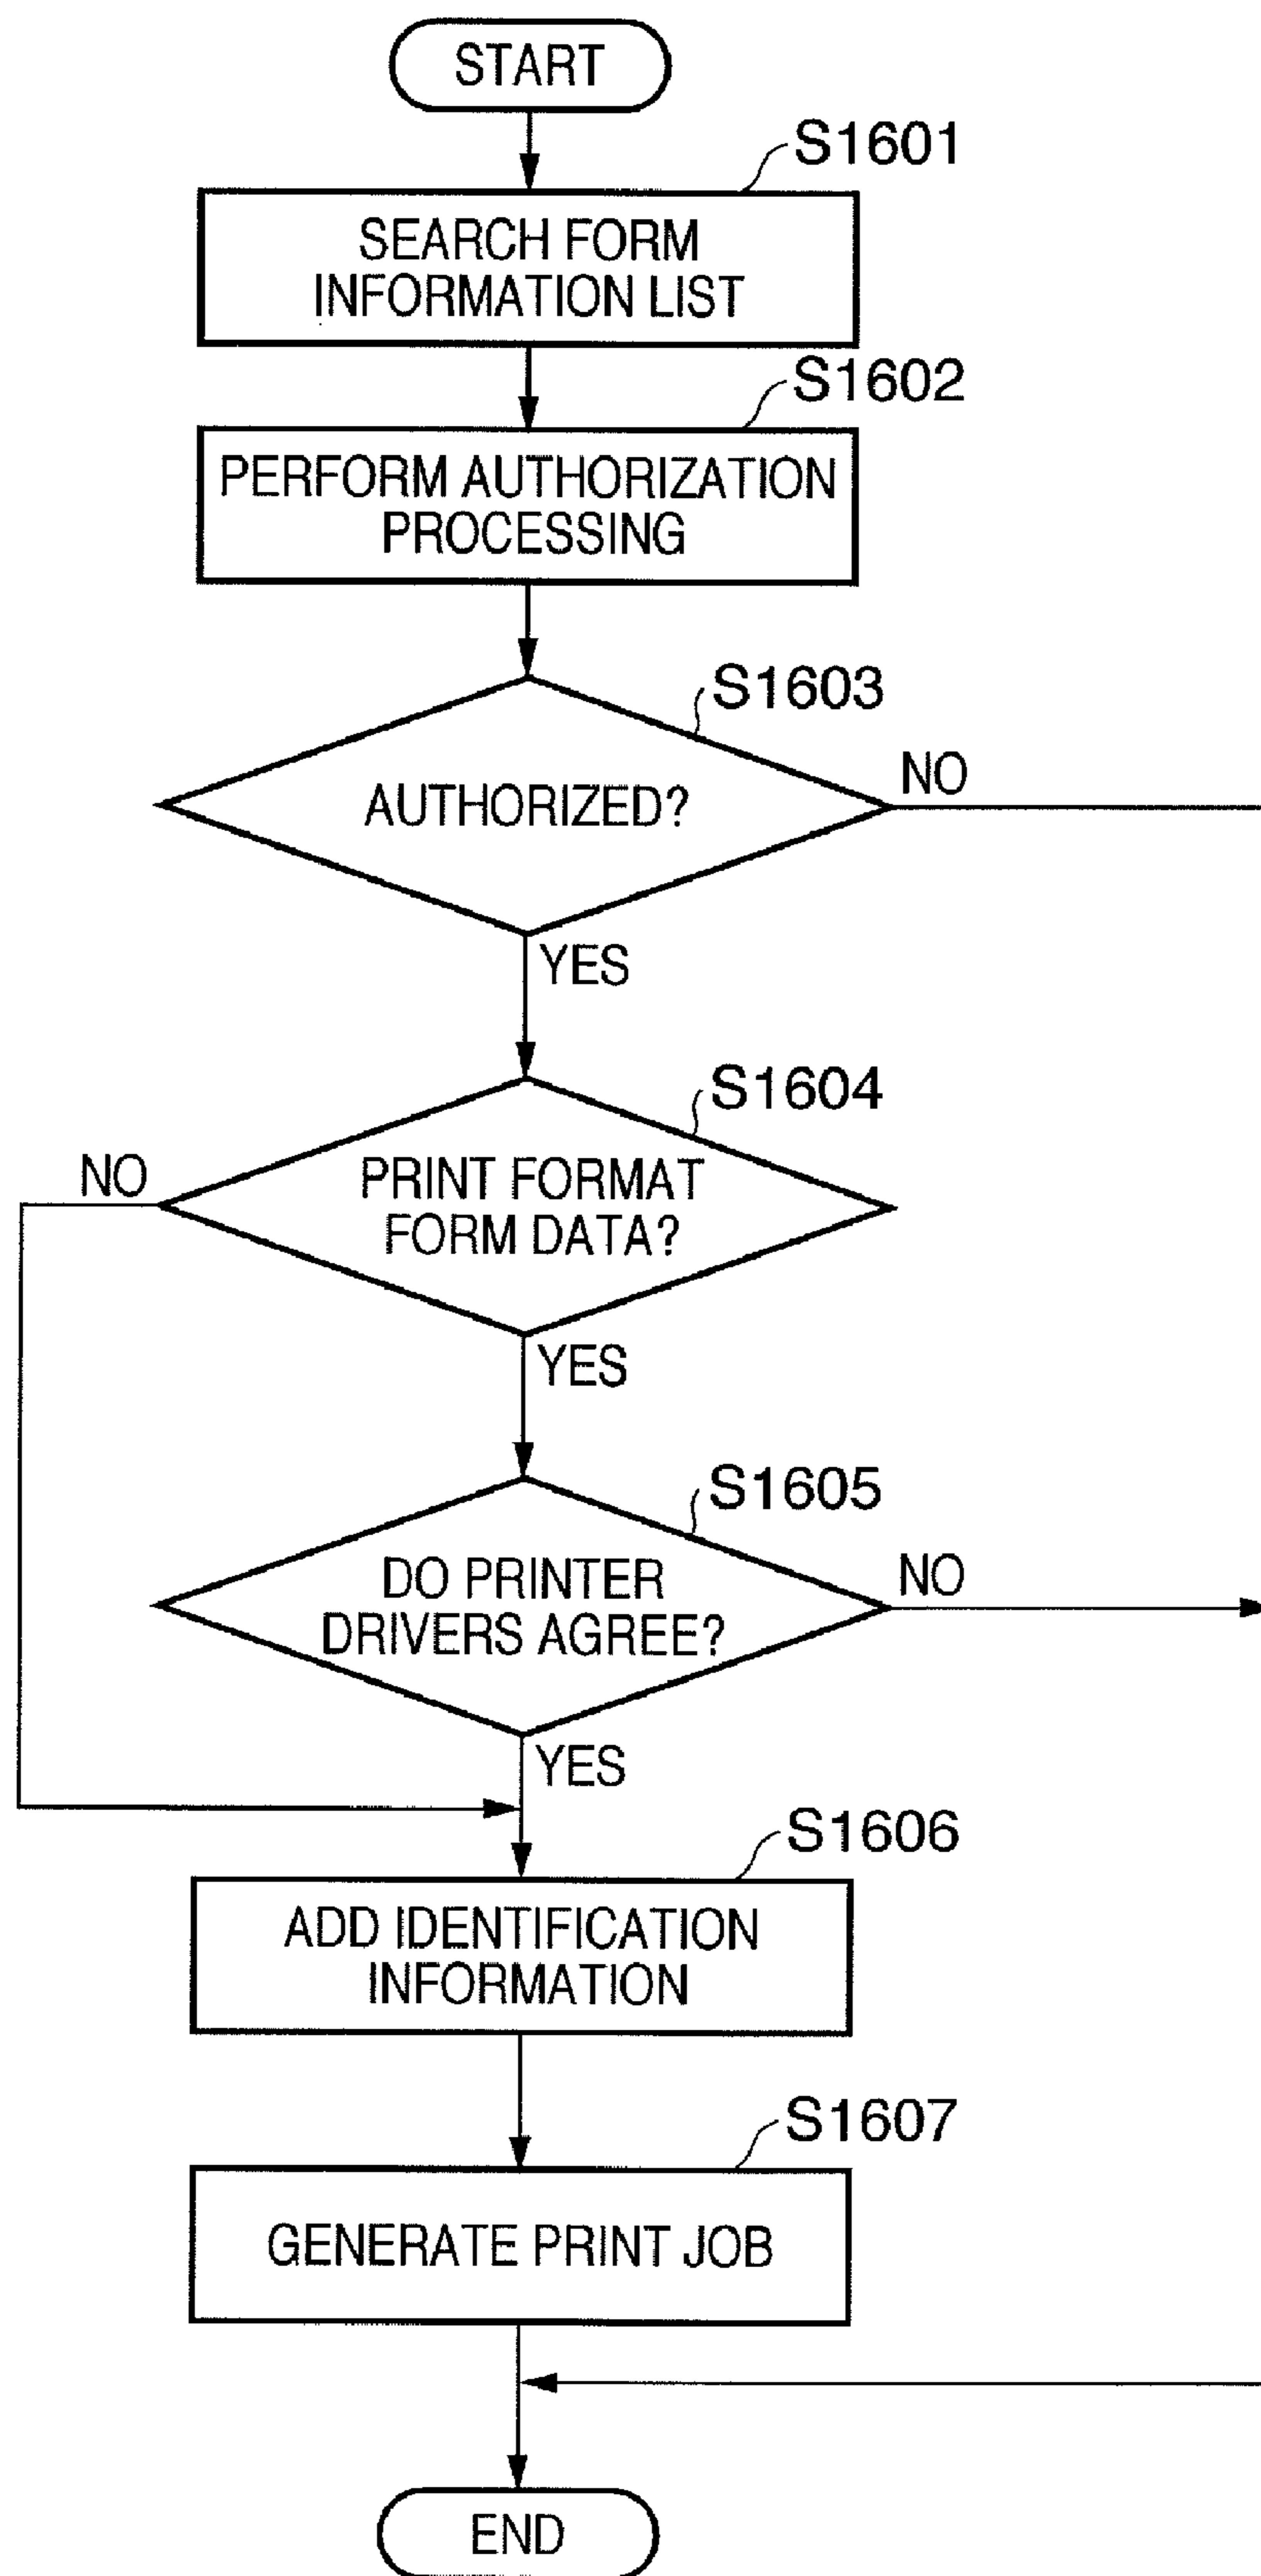 START
S1601
SEARCH FORM
INFORMATION LIST
S1602
PERFORM AUTHORIZATION
PROCESSING
S1603
AUTHORIZED?
NO
YES
S1604
NO
PRINT FORMAT
FORM DATA?
YES
S1605
DO PRINTER
DRIVERS AGREE?
NO
YES
S1606
ADD IDENTIFICATION
INFORMATION
S1607
GENERATE PRINT JOB
END